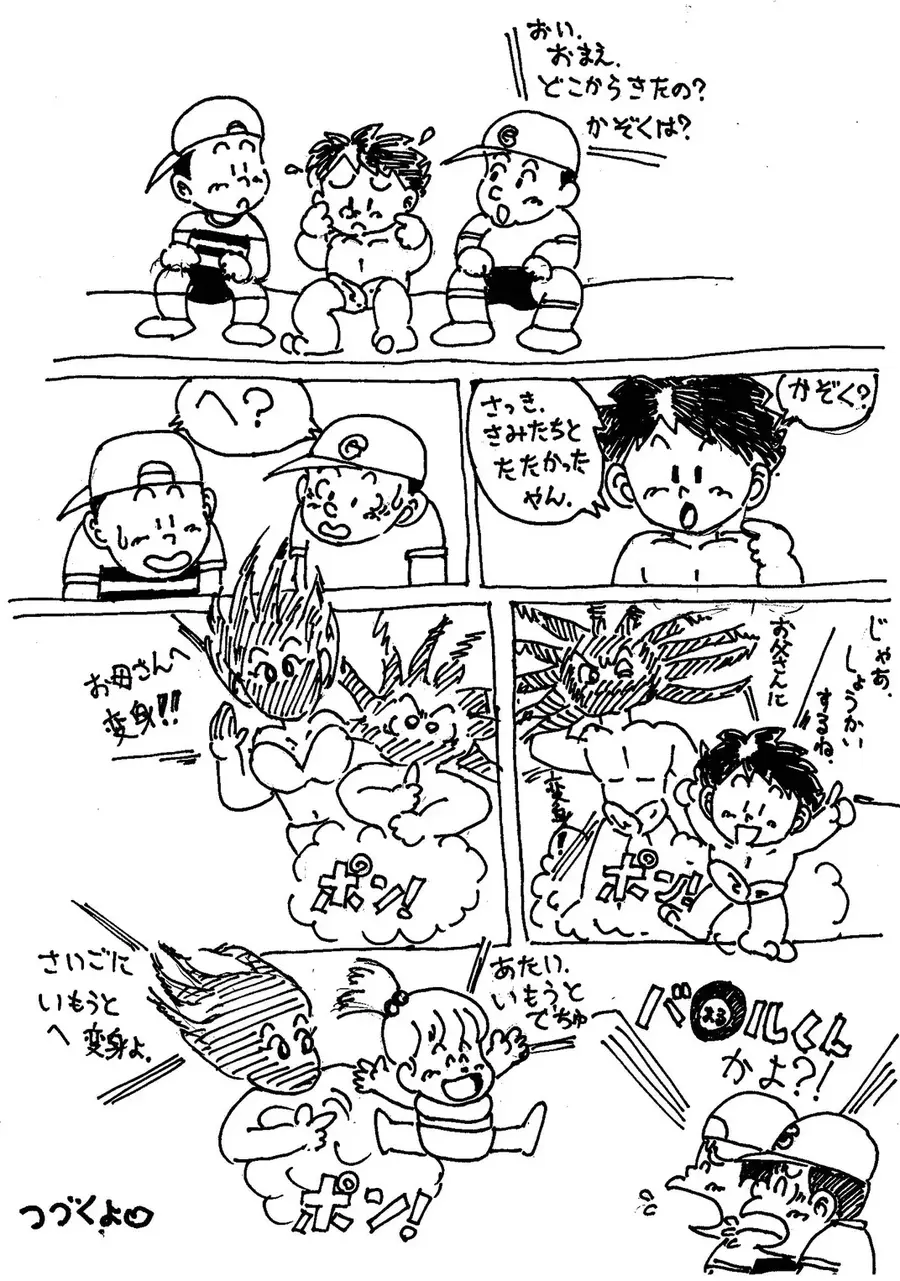 おい、
おまえ、
どこからきたの?
かぞくは?
かぞく?
さっき、
きみたちと
たたかった
やん。
へ?
じゃあ、
しょうかい
するね。
お父さんに
変身!
ポン!
お母さんへ
変身!!
ポン!
さいごに
いもうと
へ変身よ。
あたい、
いもうと
でちゅ
ポン!
バ●ルくん
かよ?!
つづくよ♡